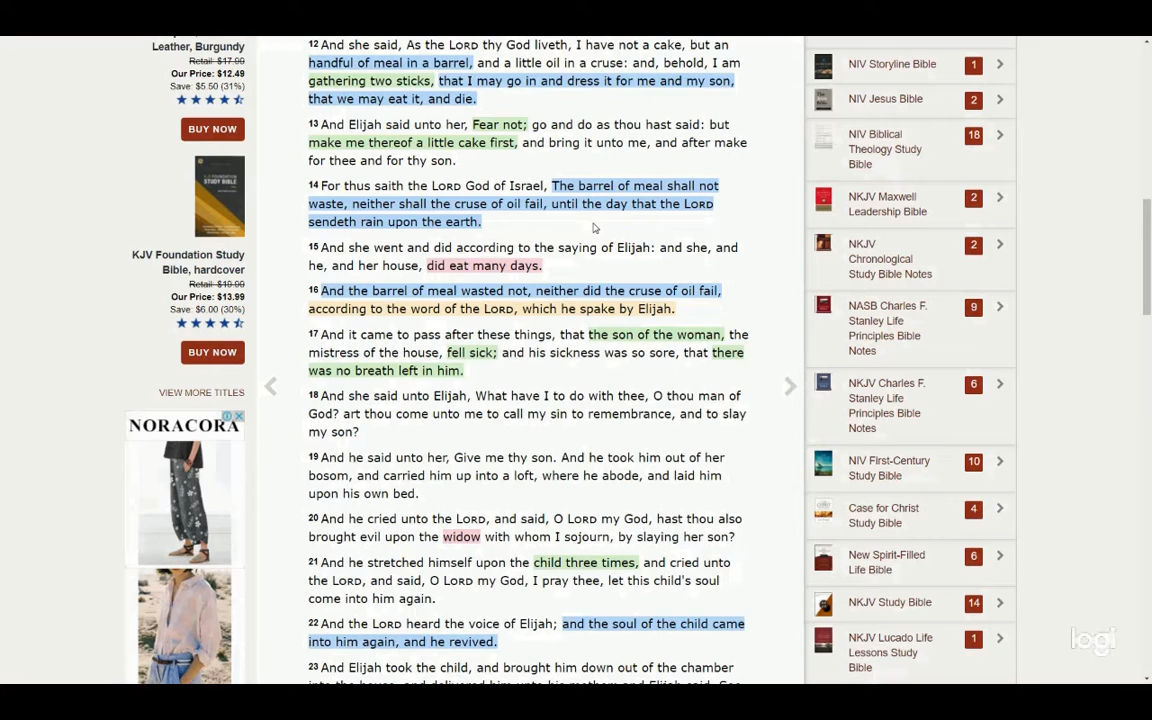 Leather, Burgundy
Retail: $17.99
Our Price: $12.49
Save: $5.50 (31%)
BUY NOW
KJV Foundation Study
Bible, hardcover
Retail: $19.99
Our Price: $13.99
Save: $6.00 (30%)
BUY NOW
VIEW MORE TITLES
NORACORA
12 And she said, As the LORD thy God liveth, I have not a cake, but an
handful of meal in a barrel, and a little oil in a cruse: and, behold, I am
gathering two sticks, that I may go in and dress it for me and my son,
that we may eat it, and die.
13 And Elijah said unto her, Fear not; go and do as thou hast said: but
make me thereof a little cake first, and bring it unto me, and after make
for thee and for thy son.
14 For thus saith the LORD God of Israel, The barrel of meal shall not
waste, neither shall the cruse of oil fail, until the day that the LORD
sendeth rain upon the earth.
15 And she went and did according to the saying of Elijah: and she, and
he, and her house, did eat many days.
16 And the barrel of meal wasted not, neither did the cruse of oil fail,
according to the word of the LORD, which he spake by Elijah.
17 And it came to pass after these things, that the son of the woman, the
mistress of the house, fell sick; and his sickness was so sore, that there
was no breath left in him.
18 And she said unto Elijah, What have I to do with thee, O thou man of
God? art thou come unto me to call my sin to remembrance, and to slay
my son?
19 And he said unto her, Give me thy son. And he took him out of her
bosom, and carried him up into a loft, where he abode, and laid him
upon his own bed.
20 And he cried unto the LORD, and said, O LORD my God, hast thou also
brought evil upon the widow with whom I sojourn, by slaying her son?
21 And he stretched himself upon the child three times, and cried unto
the LORD, and said, O LORD my God, I pray thee, let this child's soul
come into him again.
22 And the LORD heard the voice of Elijah; and the soul of the child came
into him again, and he revived.
23 And Elijah took the child, and brought him down out of the chamber
NIV Storyline Bible 1
NIV Jesus Bible 2
NIV Biblical 18
Theology Study
Bible
NKJV Maxwell 2
Leadership Bible
NKJV 2
Chronological
Study Bible Notes
NASB Charles F. 9
Stanley Life
Principles Bible
Notes
NKJV Charles F. 6
Stanley Life
Principles Bible
Notes
NIV First-Century 10
Study Bible
Case for Christ 4
Study Bible
New Spirit-Filled 6
Life Bible
NKJV Study Bible 14
NKJV Lucado Life 1
Lessons Study
Bible
logi